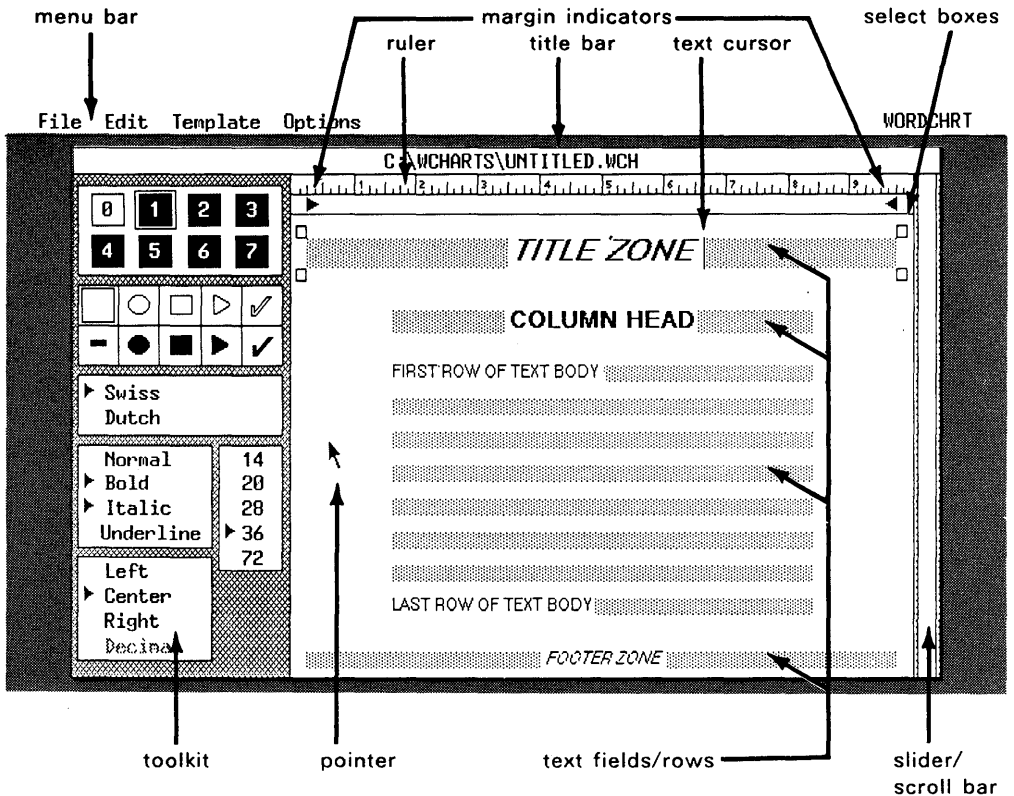 menu bar
margin indicators
select boxes
ruler
title bar
text cursor
File Edit Template Options WORDCHRT
C:\WCHARTS\UNTITLED.WCH
1 2 3 4 5 6 7 8 9
0 1 2 3
4 5 6 7
TITLE ZONE
COLUMN HEAD
FIRST ROW OF TEXT BODY
Swiss
Dutch
Normal 14
Bold 20
Italic 28
Underline 36
72
Left
Center
Right
Decimal
LAST ROW OF TEXT BODY
FOOTER ZONE
toolkit
pointer
text fields/rows
slider/
scroll bar